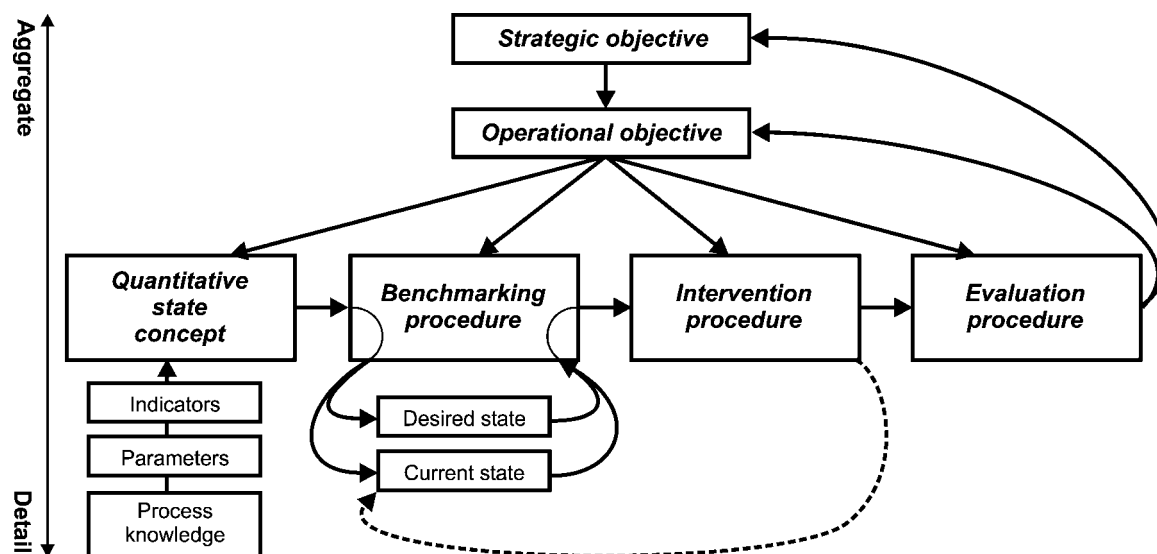 Aggregate
Strategic objective
Operational objective
Quantitative
state
concept
Benchmarking
procedure
Intervention
procedure
Evaluation
procedure
Indicators
Parameters
Process
knowledge
Desired state
Current state
Detail